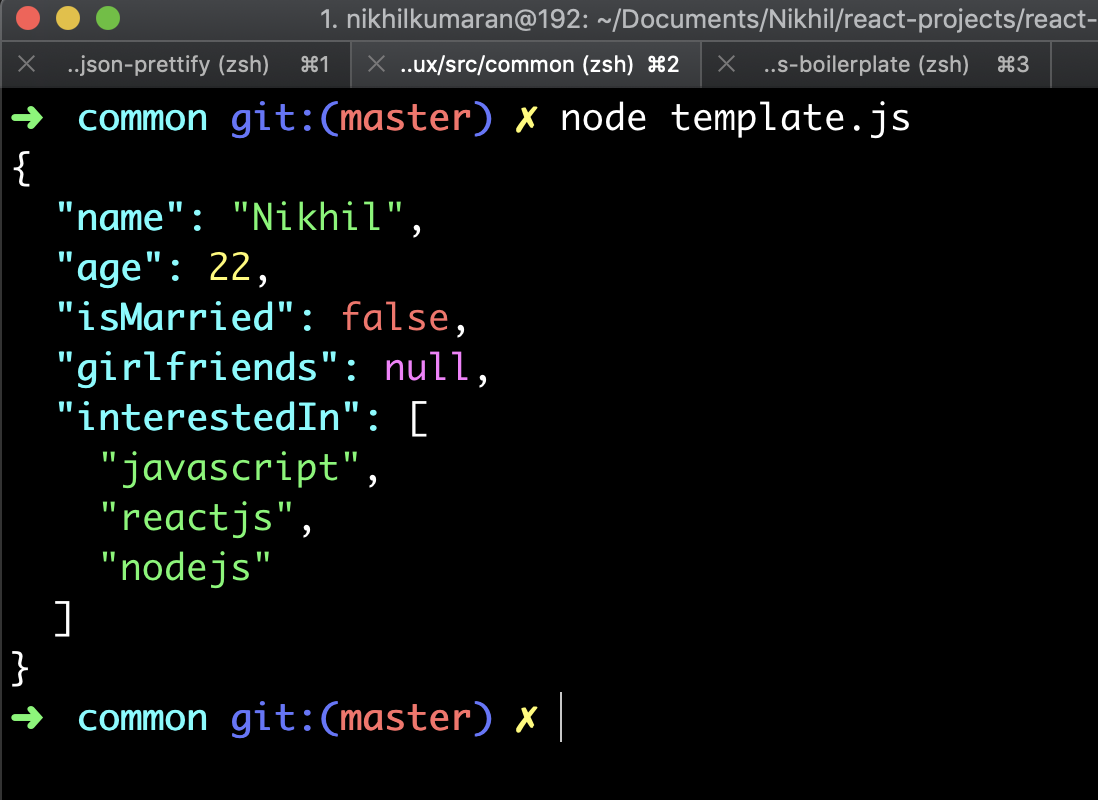 1. nikhilkumaran@192: ~/Documents/Nikhil/react-projects/react-
..json-prettify (zsh) ⌘1 ..ux/src/common (zsh) ⌘2 ..s-boilerplate (zsh) ⌘3
➜ common git:(master) ✗ node template.js
{
  "name": "Nikhil",
  "age": 22,
  "isMarried": false,
  "girlfriends": null,
  "interestedIn": [
    "javascript",
    "reactjs",
    "nodejs"
  ]
}
➜ common git:(master) ✗